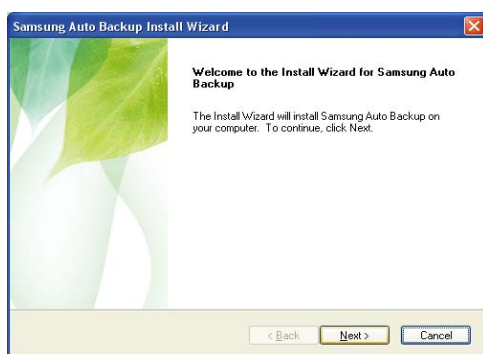 Samsung Auto Backup Install Wizard
Welcome to the Install Wizard for Samsung Auto
Backup
The Install Wizard will install Samsung Auto Backup on
your computer. To continue, click Next.
< Back
Next >
Cancel